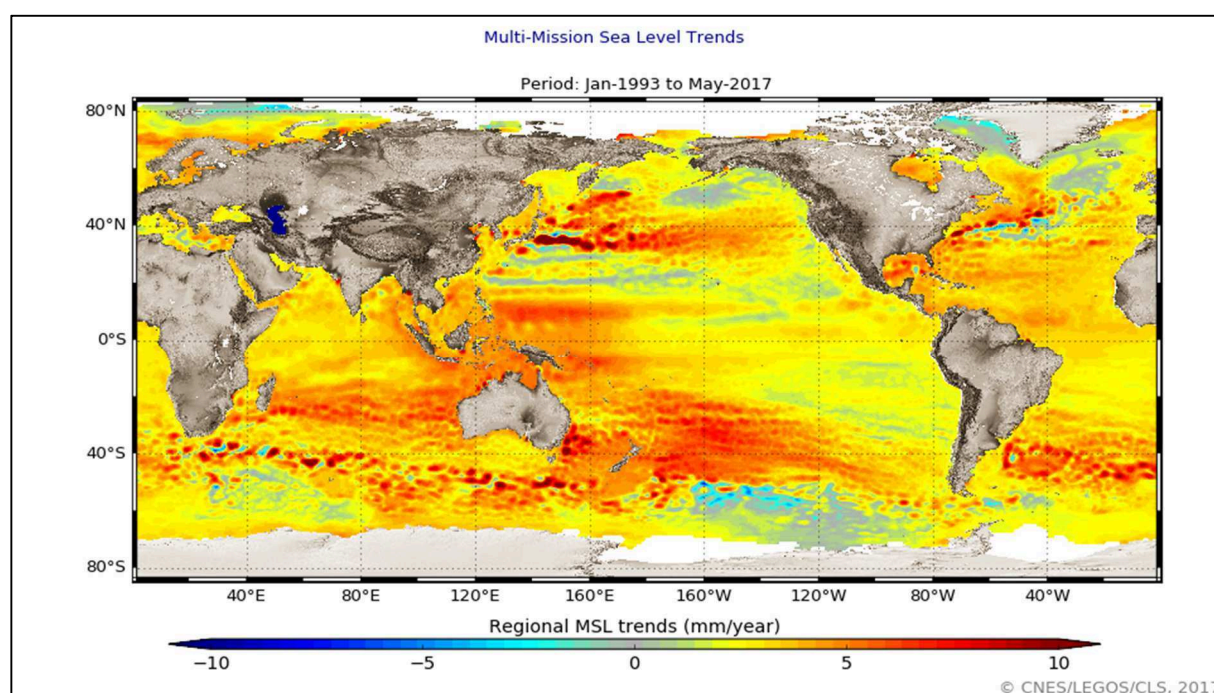 Multi-Mission Sea Level Trends
Period: Jan-1993 to May-2017
80°N
40°N
0°S
40°S
80°S
40°E 80°E 120°E 160°E 160°W 120°W 80°W 40°W
Regional MSL trends (mm/year)
−10 −5 0 5 10
© CNES/LEGOS/CLS, 2017